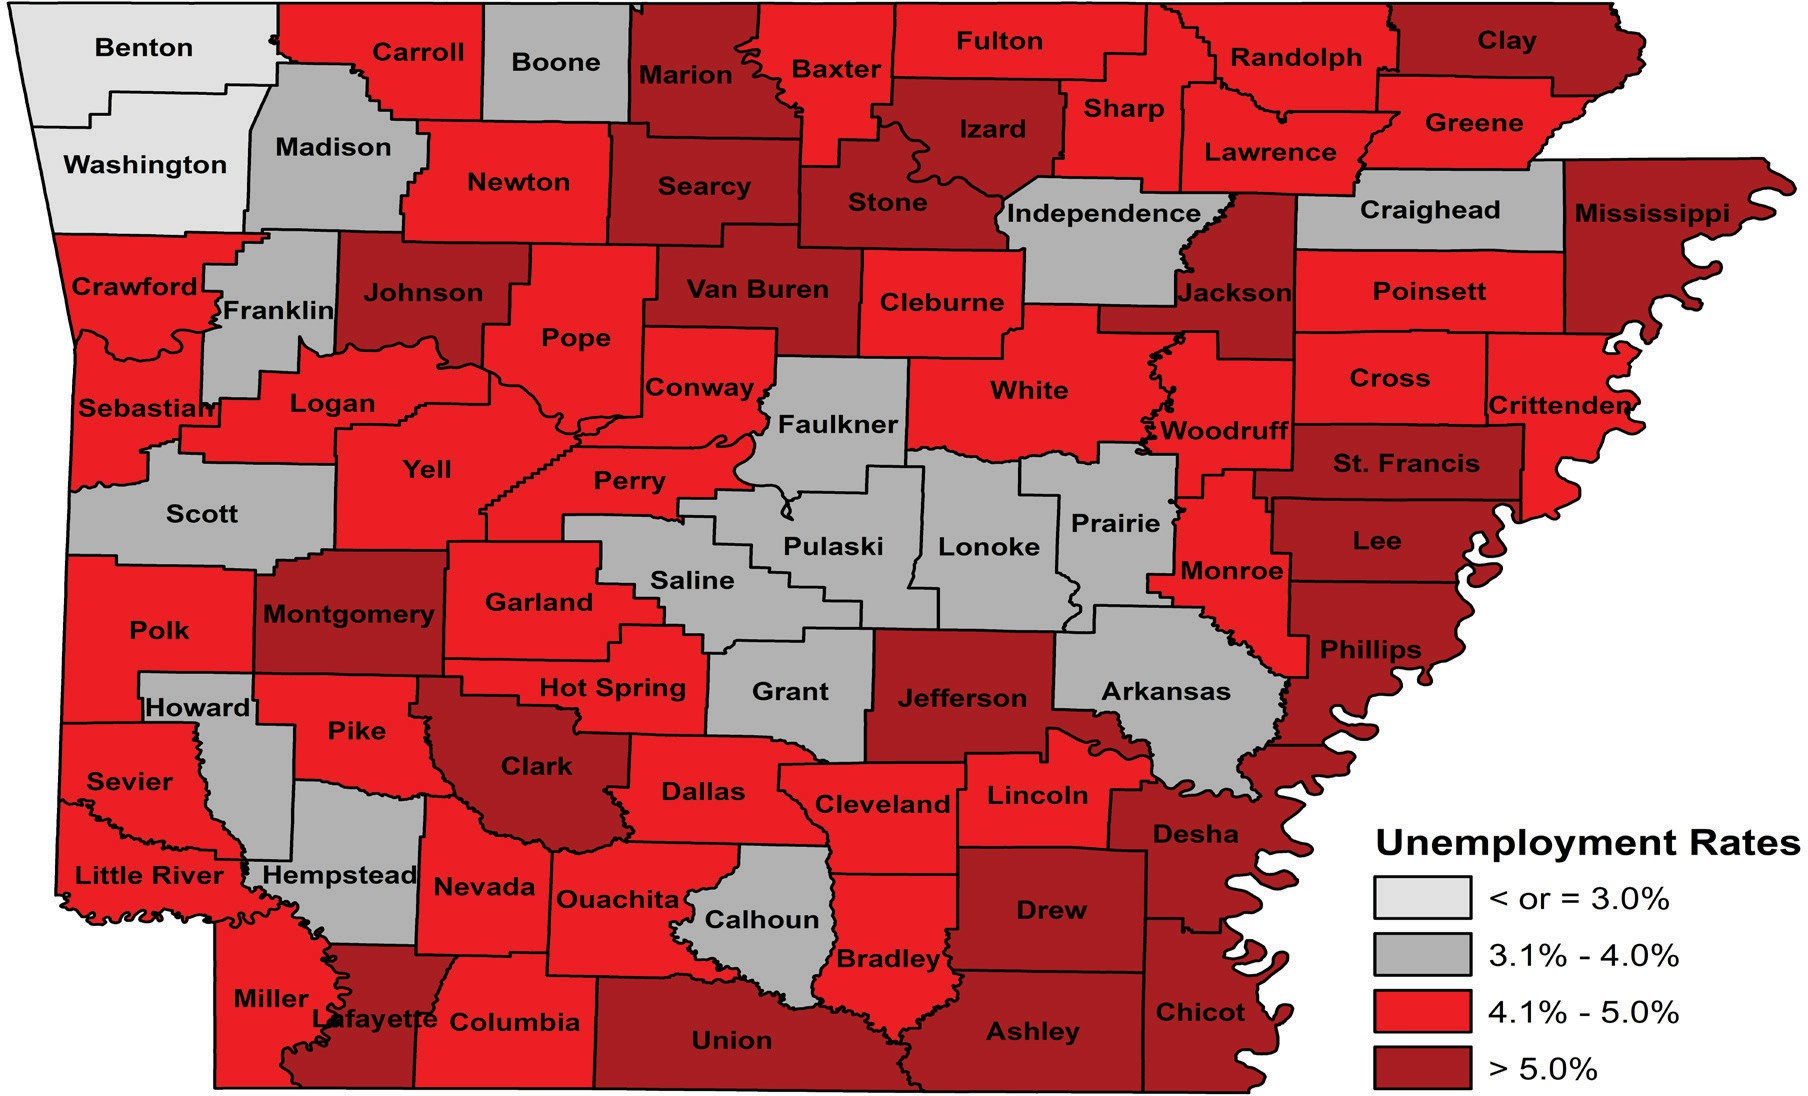 Benton
Carroll
Boone
Marion
Baxter
Fulton
Randolph
Clay
Sharp
Izard
Greene
Washington
Madison
Newton
Searcy
Stone
Lawrence
Independence
Craighead
Mississippi
Crawford
Franklin
Johnson
Pope
Van Buren
Cleburne
Jackson
Poinsett
Sebastian
Logan
Conway
Faulkner
White
Woodruff
Cross
Crittenden
Scott
Yell
Perry
St. Francis
Pulaski
Lonoke
Prairie
Lee
Saline
Monroe
Polk
Montgomery
Garland
Phillips
Howard
Pike
Hot Spring
Grant
Jefferson
Arkansas
Sevier
Clark
Dallas
Cleveland
Lincoln
Desha
Little River
Hempstead
Nevada
Ouachita
Calhoun
Bradley
Drew
Miller
Lafayette
Columbia
Union
Ashley
Chicot
Unemployment Rates
< or = 3.0%
3.1% - 4.0%
4.1% - 5.0%
> 5.0%